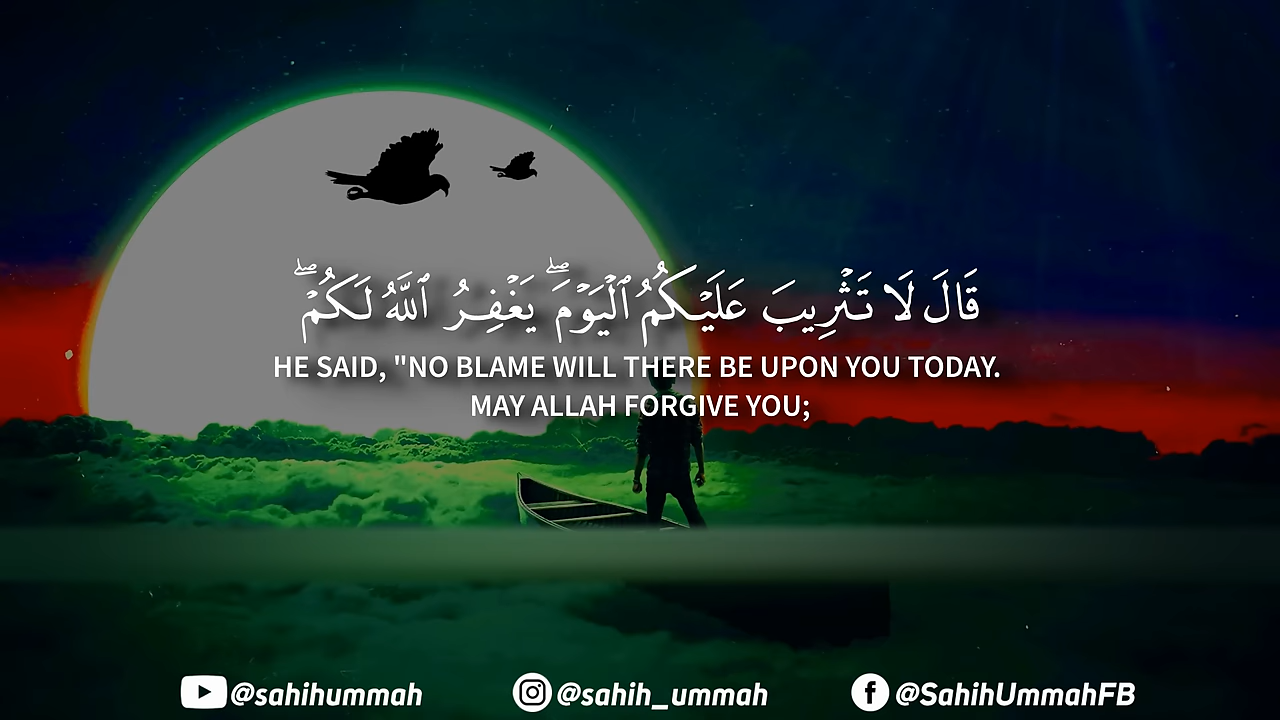 قَالَ لَا تَثْرِيبَ عَلَيْكُمُ ٱلْيَوْمَ ۖ يَغْفِرُ ٱللَّهُ لَكُمْ ۖ
HE SAID, "NO BLAME WILL THERE BE UPON YOU TODAY.
MAY ALLAH FORGIVE YOU;
@sahihummah @sahih_ummah @SahihUmmahFB